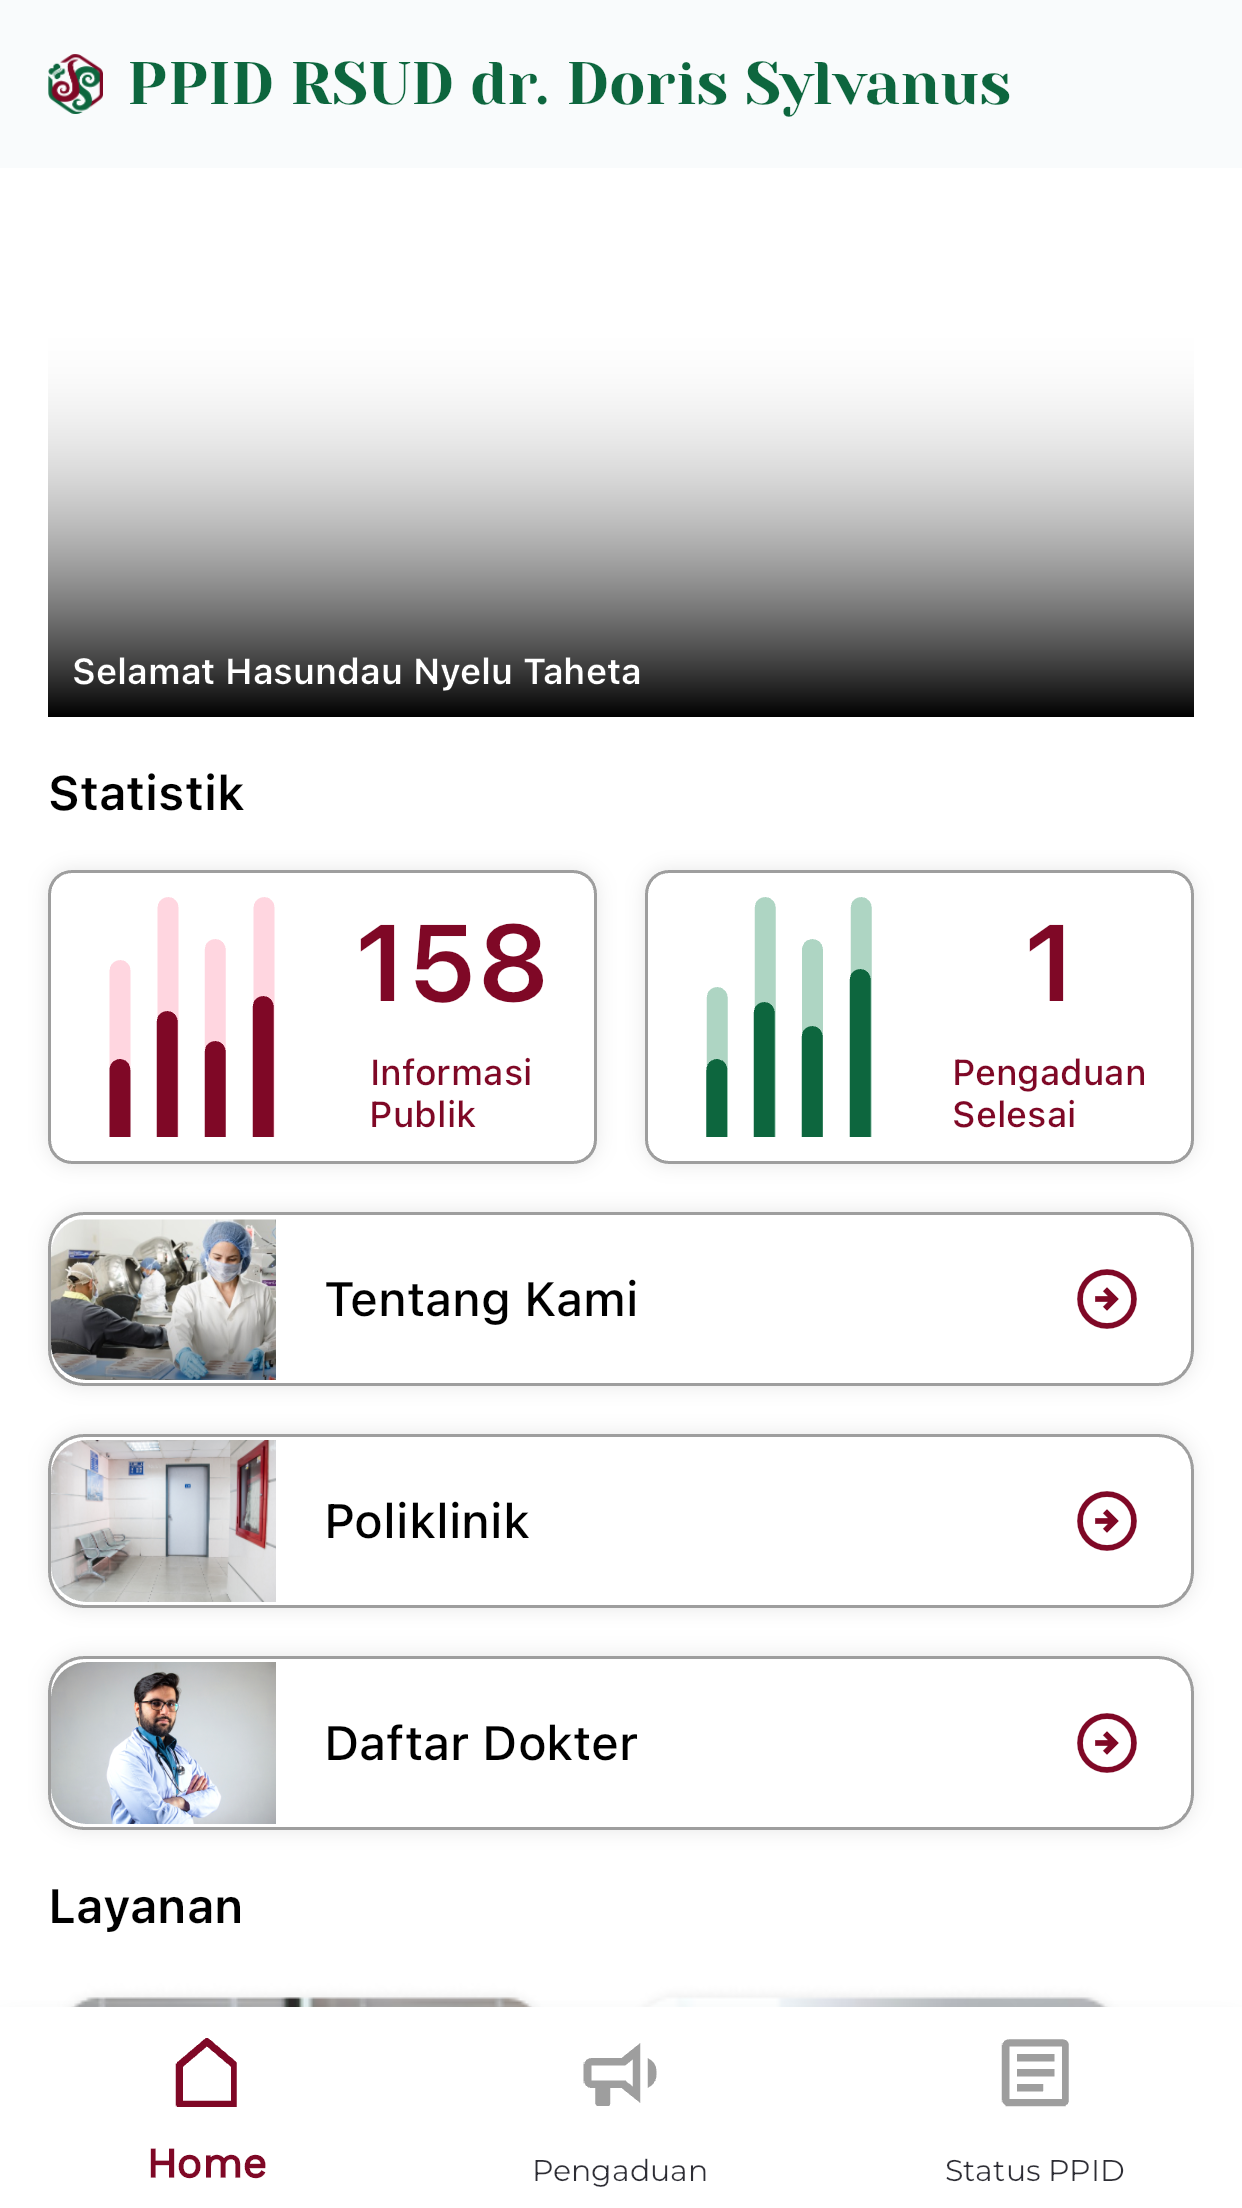 PPID RSUD dr. Doris Sylvanus
Selamat Hasundau Nyelu Taheta
Statistik
158
Informasi
Publik
1
Pengaduan
Selesai
Tentang Kami
Poliklinik
Daftar Dokter
Layanan
Home
Pengaduan
Status PPID